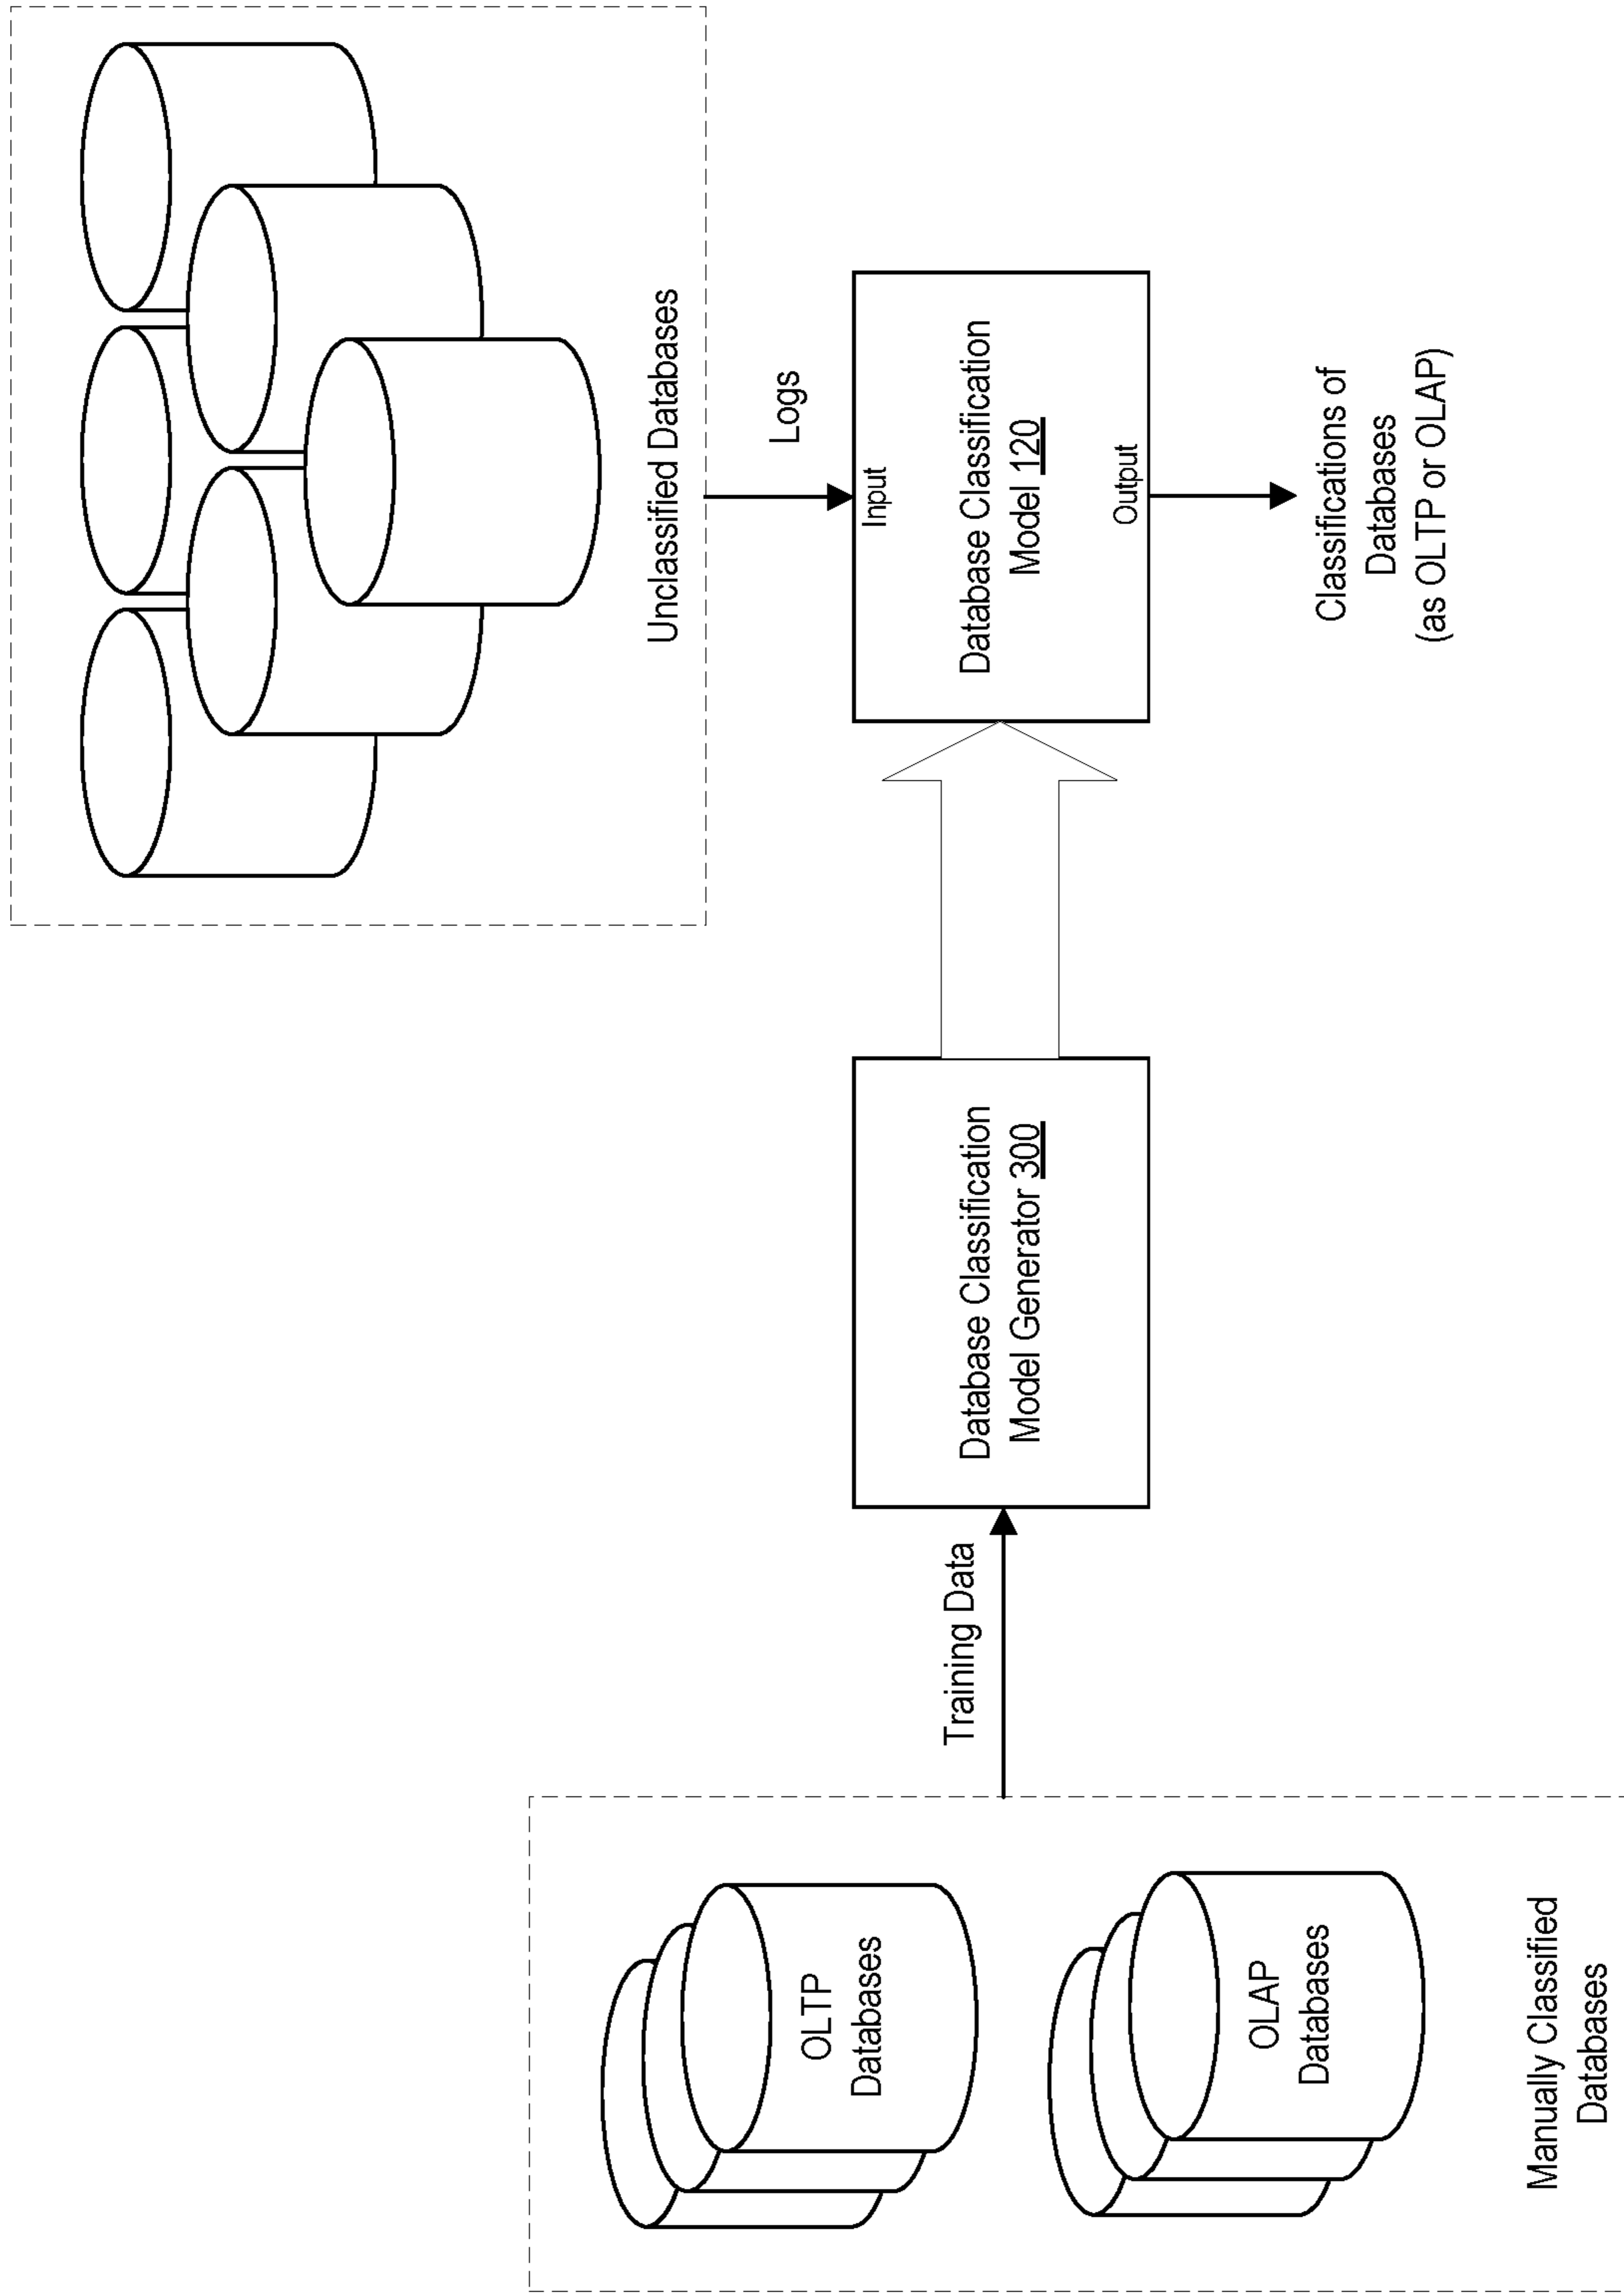 OLTP
Databases
OLAP
Databases
Manually Classified
Databases
Training Data
Database Classification
Model Generator 300
Unclassified Databases
Logs
Input
Database Classification
Model 120
Output
Classifications of
Databases
(as OLTP or OLAP)